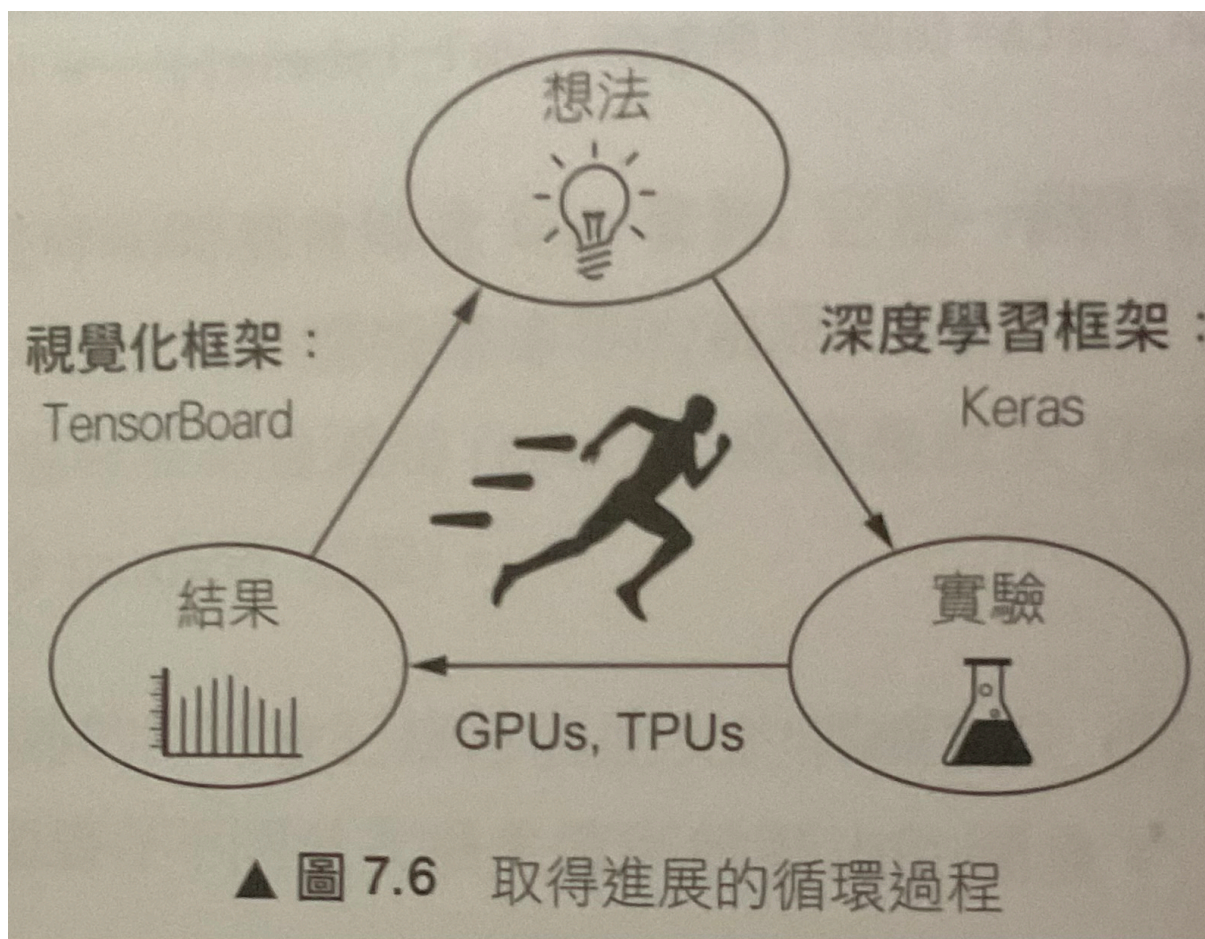 想法
視覺化框架：
TensorBoard
深度學習框架：
Keras
結果
實驗
GPUs, TPUs
▲ 圖 7.6 取得進展的循環過程